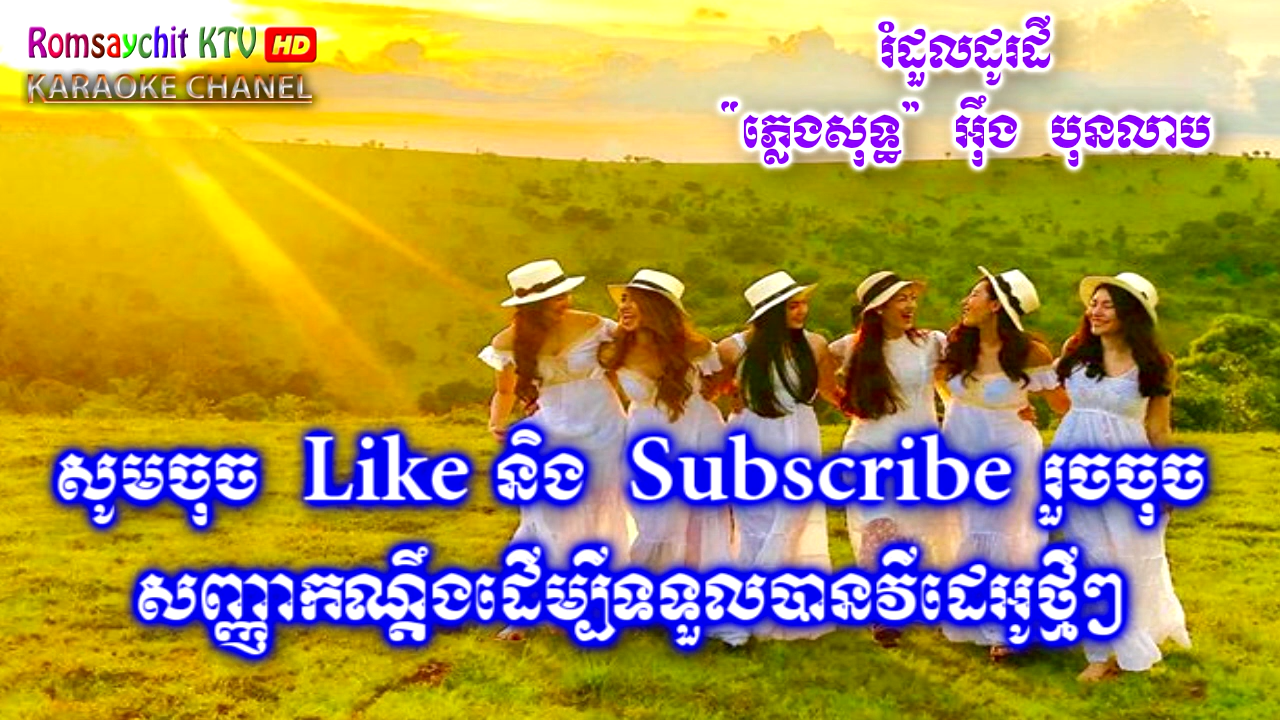 Romsaychit KTV HD
KARAOKE CHANEL
រំដួលដូរដី
"ភ្លេងសុទ្ធ" អ៊ឹង បុនលាប
សូមចុច Like និង Subscribe រួចចុច
សញ្ញាកណ្ដឹងដើម្បីទទួលបានវីដេអូថ្មីៗ